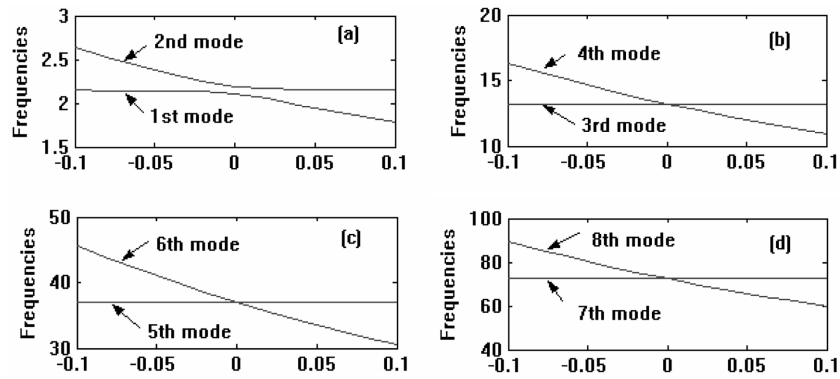 3
2.5
2
1.5
Frequencies
2nd mode
1st mode
(a)
-0.1 -0.05 0 0.05 0.1
20
15
10
Frequencies
4th mode
3rd mode
(b)
-0.1 -0.05 0 0.05 0.1
50
40
30
Frequencies
6th mode
5th mode
(c)
-0.1 -0.05 0 0.05 0.1
100
80
60
40
Frequencies
8th mode
7th mode
(d)
-0.1 -0.05 0 0.05 0.1